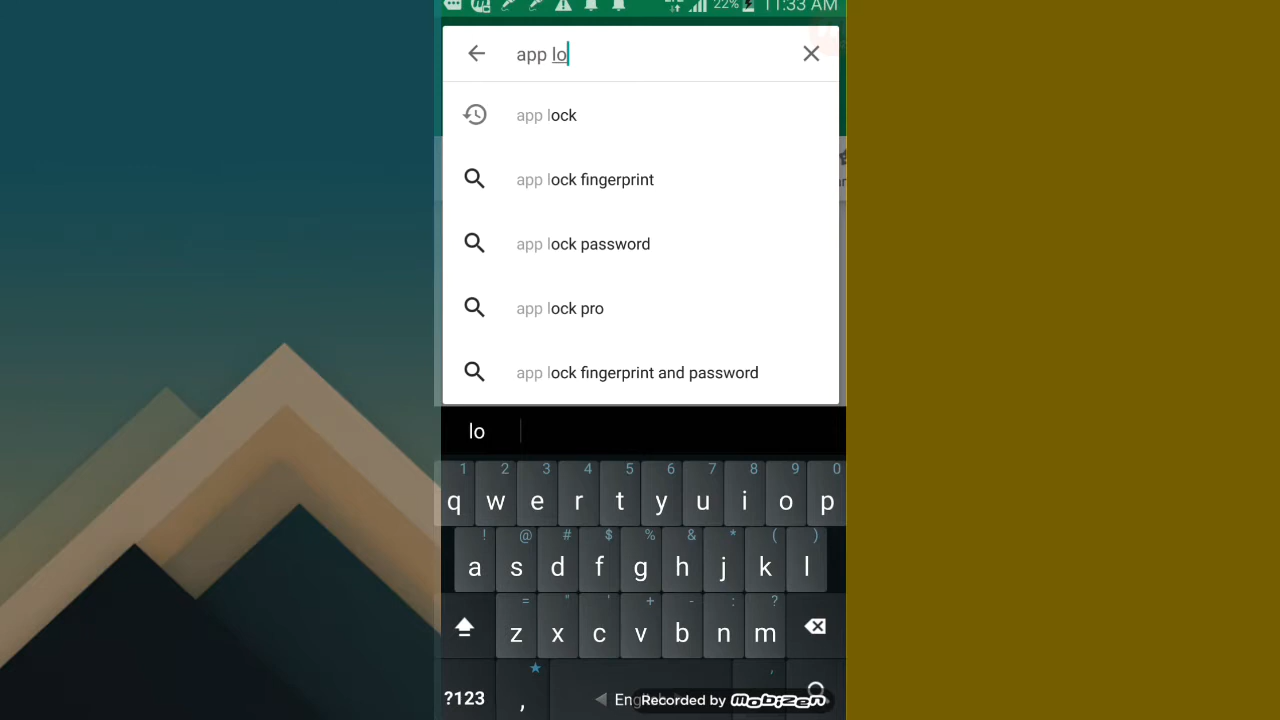 22% 11:33 AM
app lo
app lock
app lock fingerprint
app lock password
app lock pro
app lock fingerprint and password
lo
1 2 3 4 5 6 7 8 9 0
q w e r t y u i o p
! @ # $ % & * ( )
a s d f g h j k l
= " ' + - : ?
z x c v b n m
?123 , Eng
Recorded by mobizen